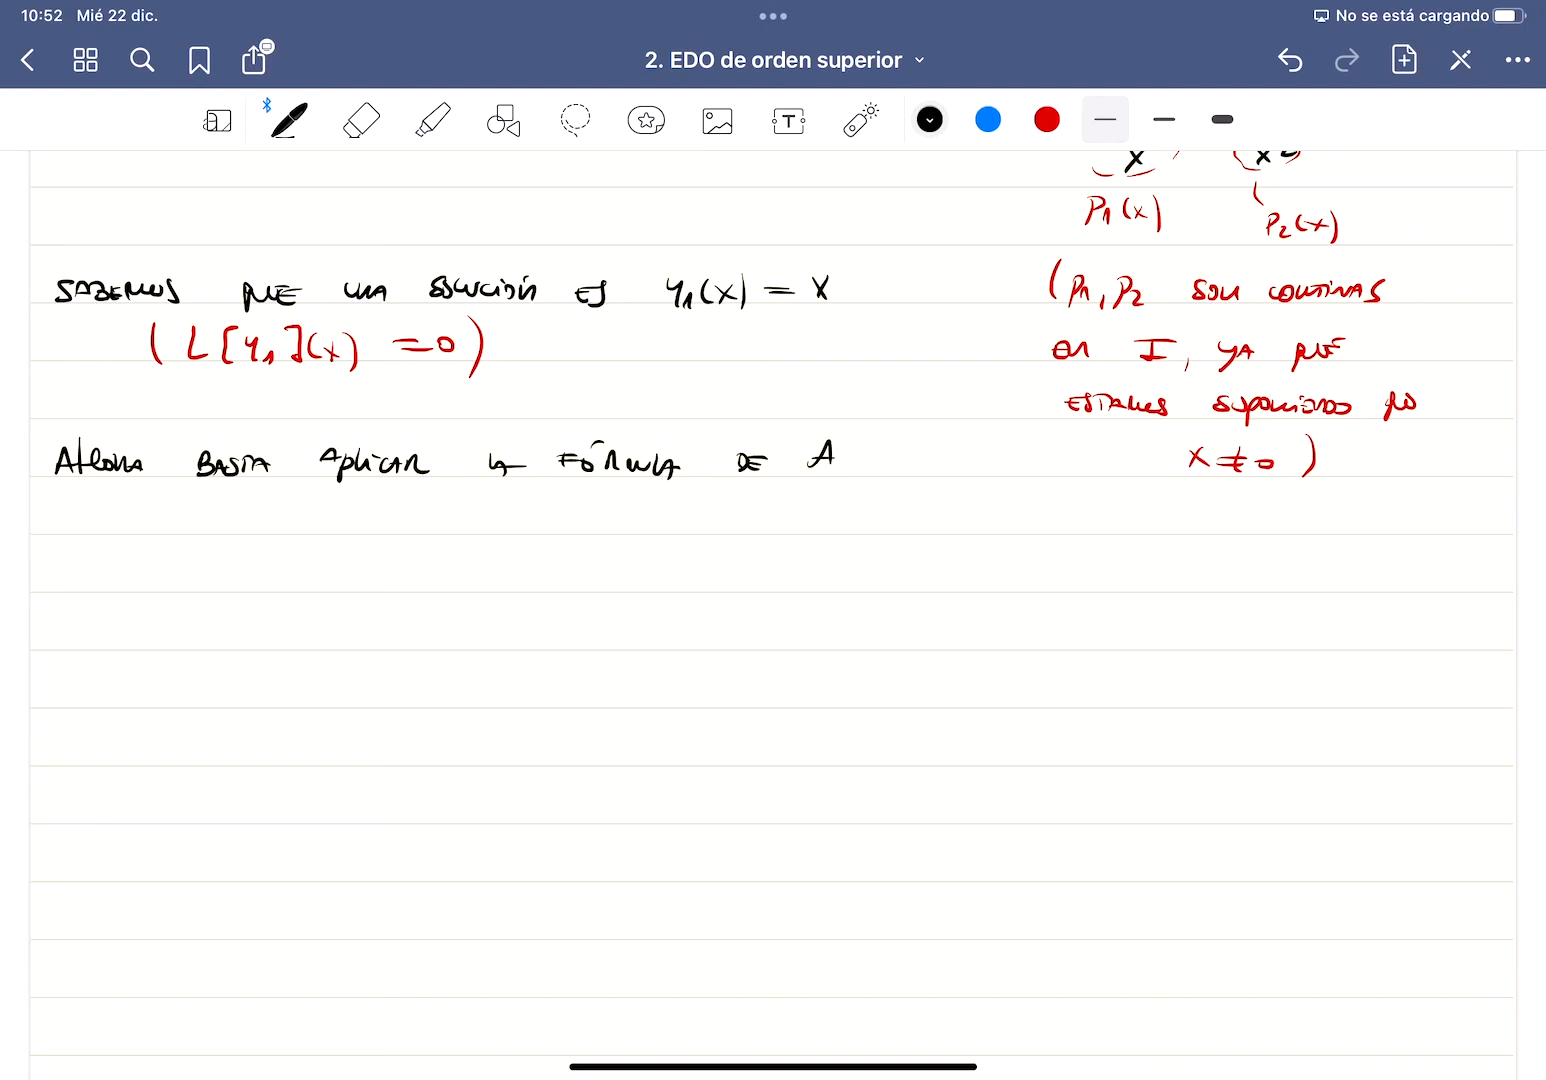 10:52 Mié 22 dic.
No se está cargando
2. EDO de orden superior
x x²
P₁(x)
P₂(x)
SABEMOS QUE UNA SOLUCIÓN ES y₁(x) = x
(L[y₁](x) = 0)
(P₁, P₂ SON CONTINUAS
EN I, YA QUE
ESTAMOS SUPONIENDO QUE
x ≠ 0)
AHORA BASTA APLICAR LA FÓRMULA DE A